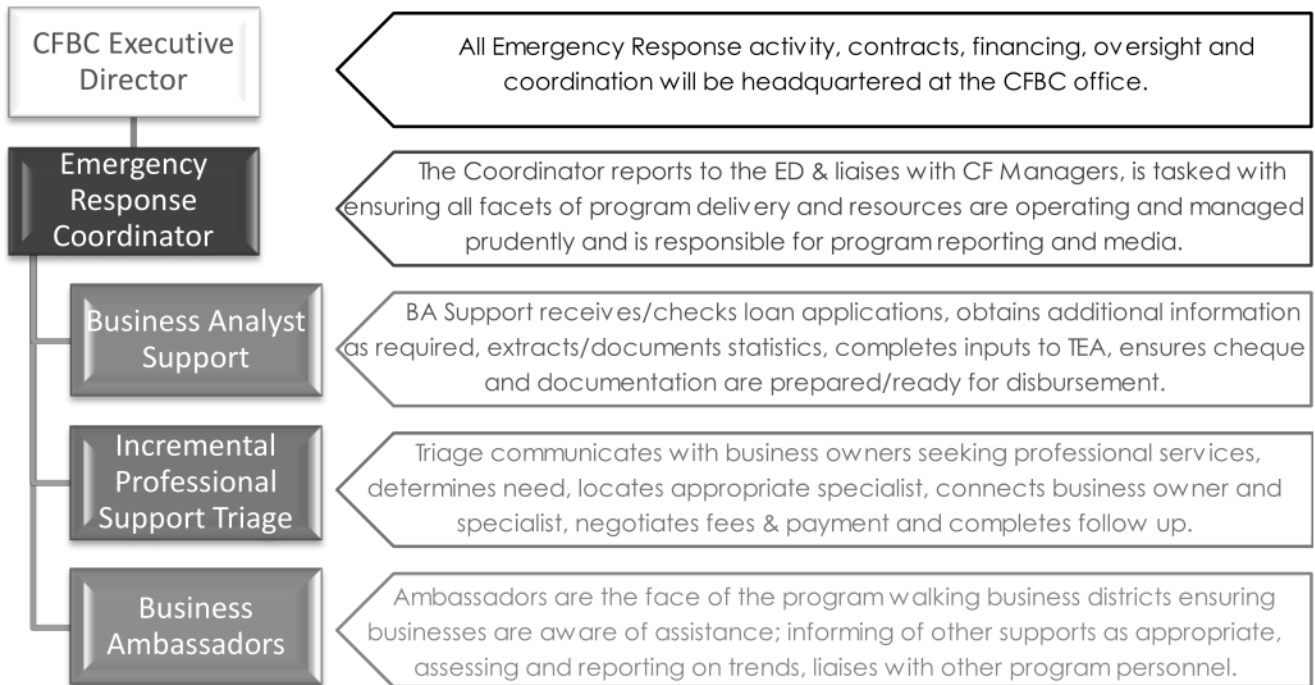 CFBC Executive
Director
All Emergency Response activity, contracts, financing, oversight and
coordination will be headquartered at the CFBC office.
Emergency
Response
Coordinator
The Coordinator reports to the ED & liaises with CF Managers, is tasked with
ensuring all facets of program delivery and resources are operating and managed
prudently and is responsible for program reporting and media.
Business Analyst
Support
BA Support receives/checks loan applications, obtains additional information
as required, extracts/documents statistics, completes inputs to TEA, ensures cheque
and documentation are prepared/ready for disbursement.
Incremental
Professional
Support Triage
Triage communicates with business owners seeking professional services,
determines need, locates appropriate specialist, connects business owner and
specialist, negotiates fees & payment and completes follow up.
Business
Ambassadors
Ambassadors are the face of the program walking business districts ensuring
businesses are aware of assistance; informing of other supports as appropriate,
assessing and reporting on trends, liaises with other program personnel.